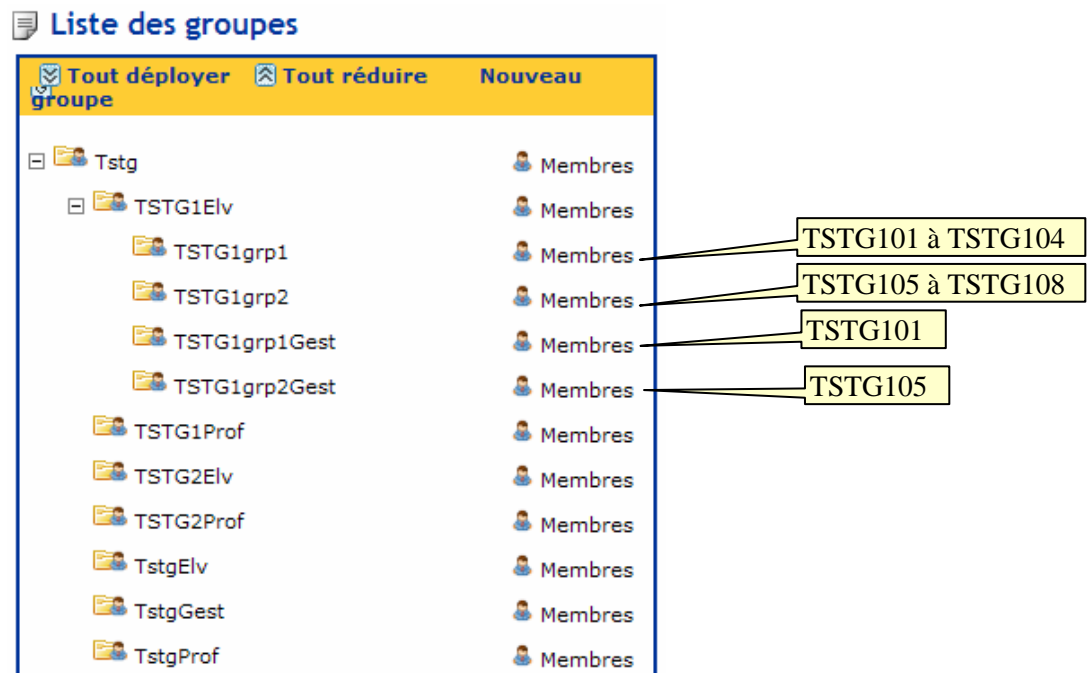 Liste des groupes
Tout déployer Tout réduire Nouveau
groupe
Tstg Membres
TSTG1Elv Membres
TSTG1grp1 Membres TSTG101 à TSTG104
TSTG1grp2 Membres TSTG105 à TSTG108
TSTG1grp1Gest Membres TSTG101
TSTG1grp2Gest Membres TSTG105
TSTG1Prof Membres
TSTG2Elv Membres
TSTG2Prof Membres
TstgElv Membres
TstgGest Membres
TstgProf Membres